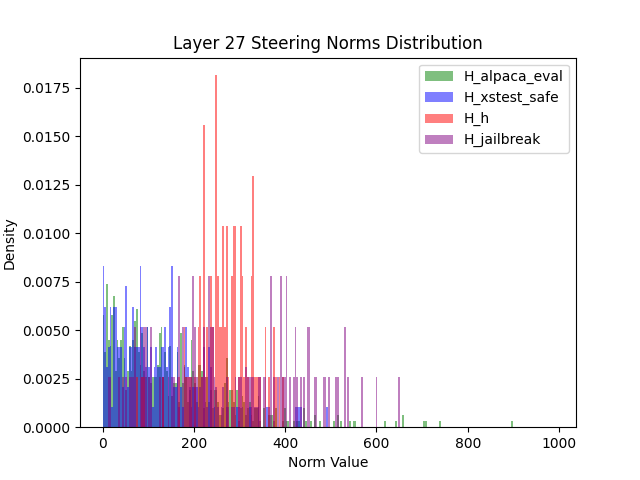 Layer 27 Steering Norms Distribution
H_alpaca_eval
H_xstest_safe
H_h
H_jailbreak
0.0175
0.0150
0.0125
0.0100
0.0075
0.0050
0.0025
0.0000
Density
0 200 400 600 800 1000
Norm Value